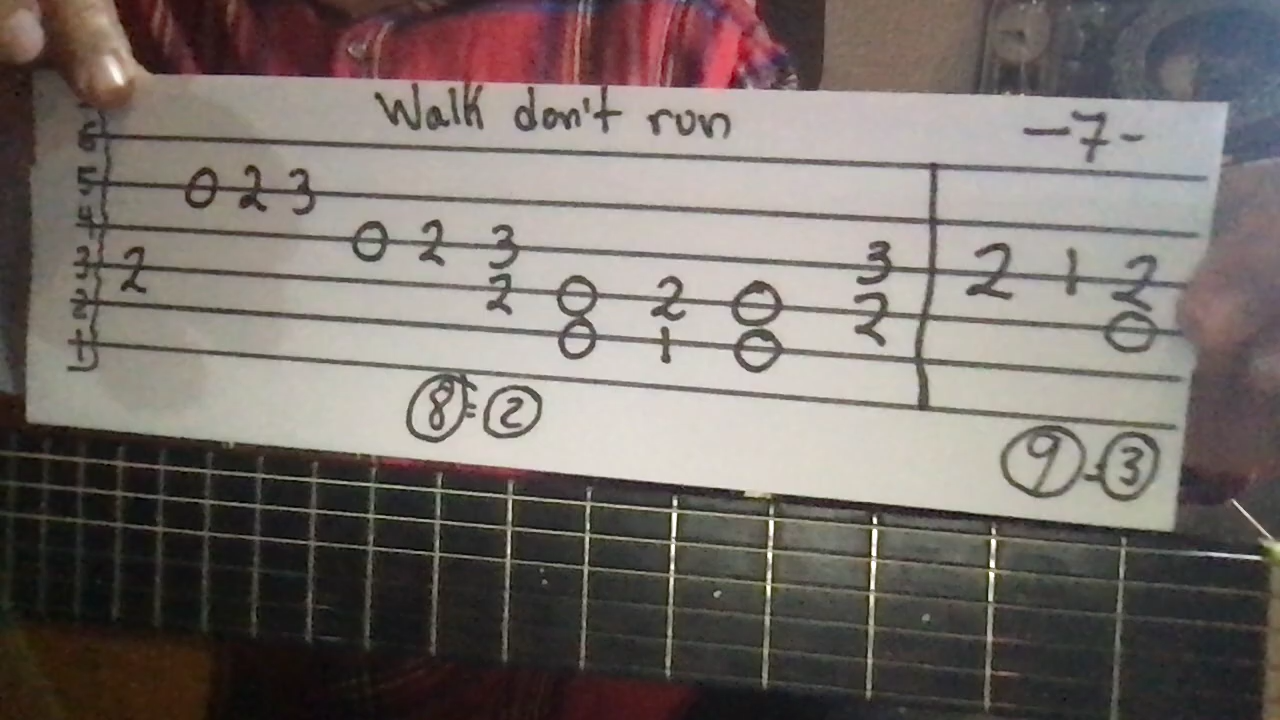 Walk don't run -7-
6
5 0 2 3
4 0 2 3 3 2 1 2
3 2 2 0 2 0 2 0
2 0 1 0
1
8 = 2 9 - 3